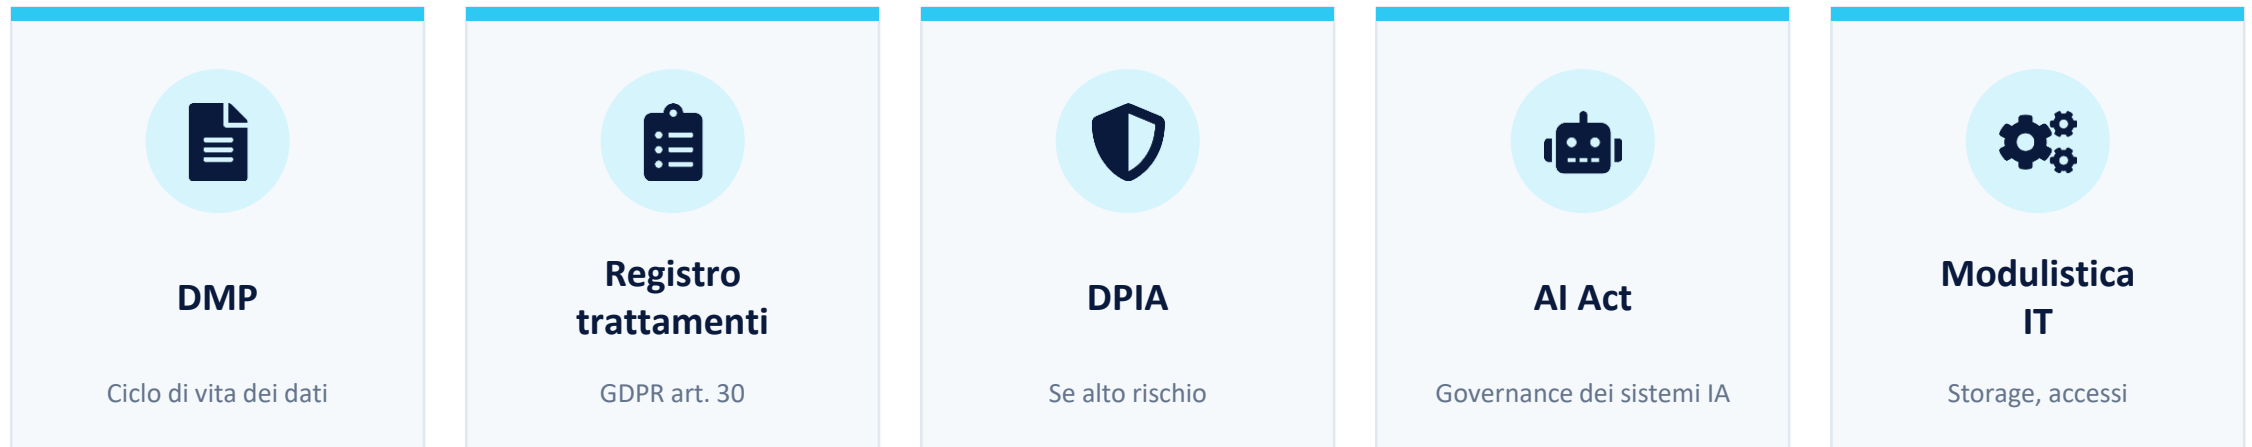 DMP
Ciclo di vita dei dati
Registro
trattamenti
GDPR art. 30
DPIA
Se alto rischio
AI Act
Governance dei sistemi IA
Modulistica
IT
Storage, accessi